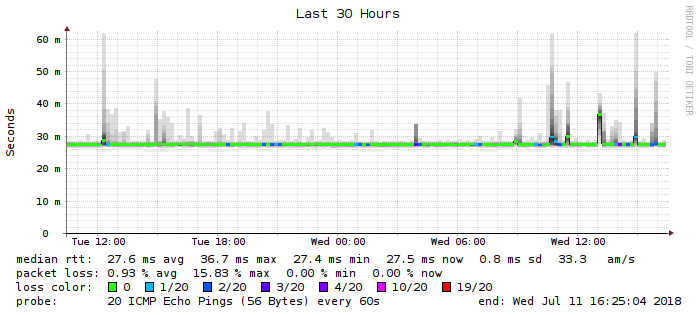 Last 30 Hours
RRDTOOL / TOBI OETIKER
Seconds
60 m
50 m
40 m
30 m
20 m
10 m
0
Tue 12:00 Tue 18:00 Wed 00:00 Wed 06:00 Wed 12:00
median rtt: 27.6 ms avg 36.7 ms max 27.4 ms min 27.5 ms now 0.8 ms sd 33.3 am/s
packet loss: 0.93 % avg 15.83 % max 0.00 % min 0.00 % now
loss color: 0 1/20 2/20 3/20 4/20 10/20 19/20
probe: 20 ICMP Echo Pings (56 Bytes) every 60s end: Wed Jul 11 16:25:04 2018